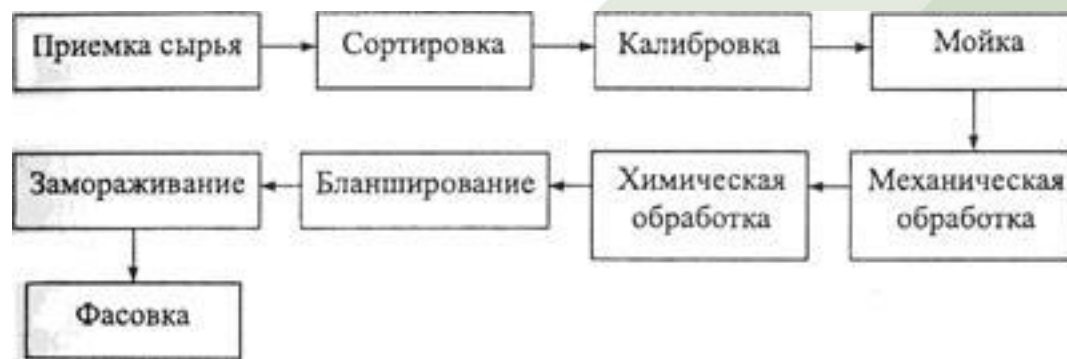 Приемка сырья
Сортировка
Калибровка
Мойка
Механическая
обработка
Химическая
обработка
Бланширование
Замораживание
Фасовка